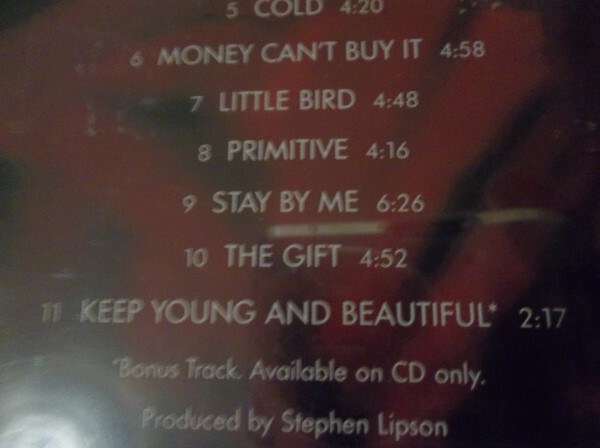 5 COLD 4:20
6 MONEY CAN'T BUY IT 4:58
7 LITTLE BIRD 4:48
8 PRIMITIVE 4:16
9 STAY BY ME 6:26
10 THE GIFT 4:52
11 KEEP YOUNG AND BEAUTIFUL* 2:17
*Bonus Track. Available on CD only.
Produced by Stephen Lipson